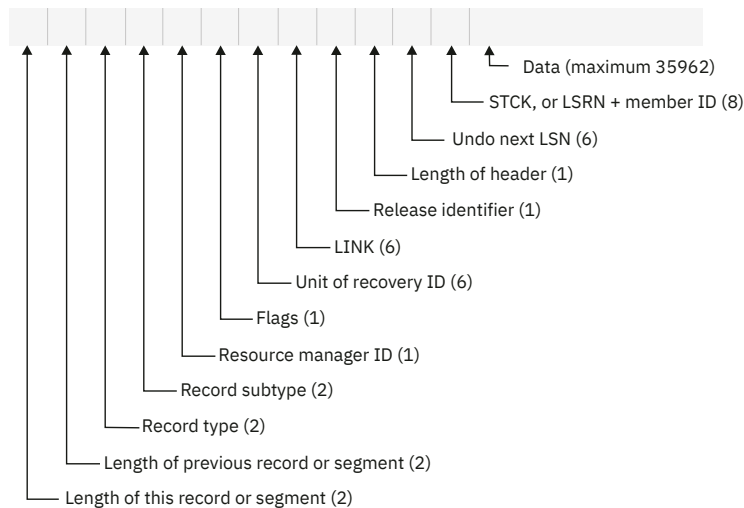 Data (maximum 35962)
STCK, or LSRN + member ID (8)
Undo next LSN (6)
Length of header (1)
Release identifier (1)
LINK (6)
Unit of recovery ID (6)
Flags (1)
Resource manager ID (1)
Record subtype (2)
Record type (2)
Length of previous record or segment (2)
Length of this record or segment (2)